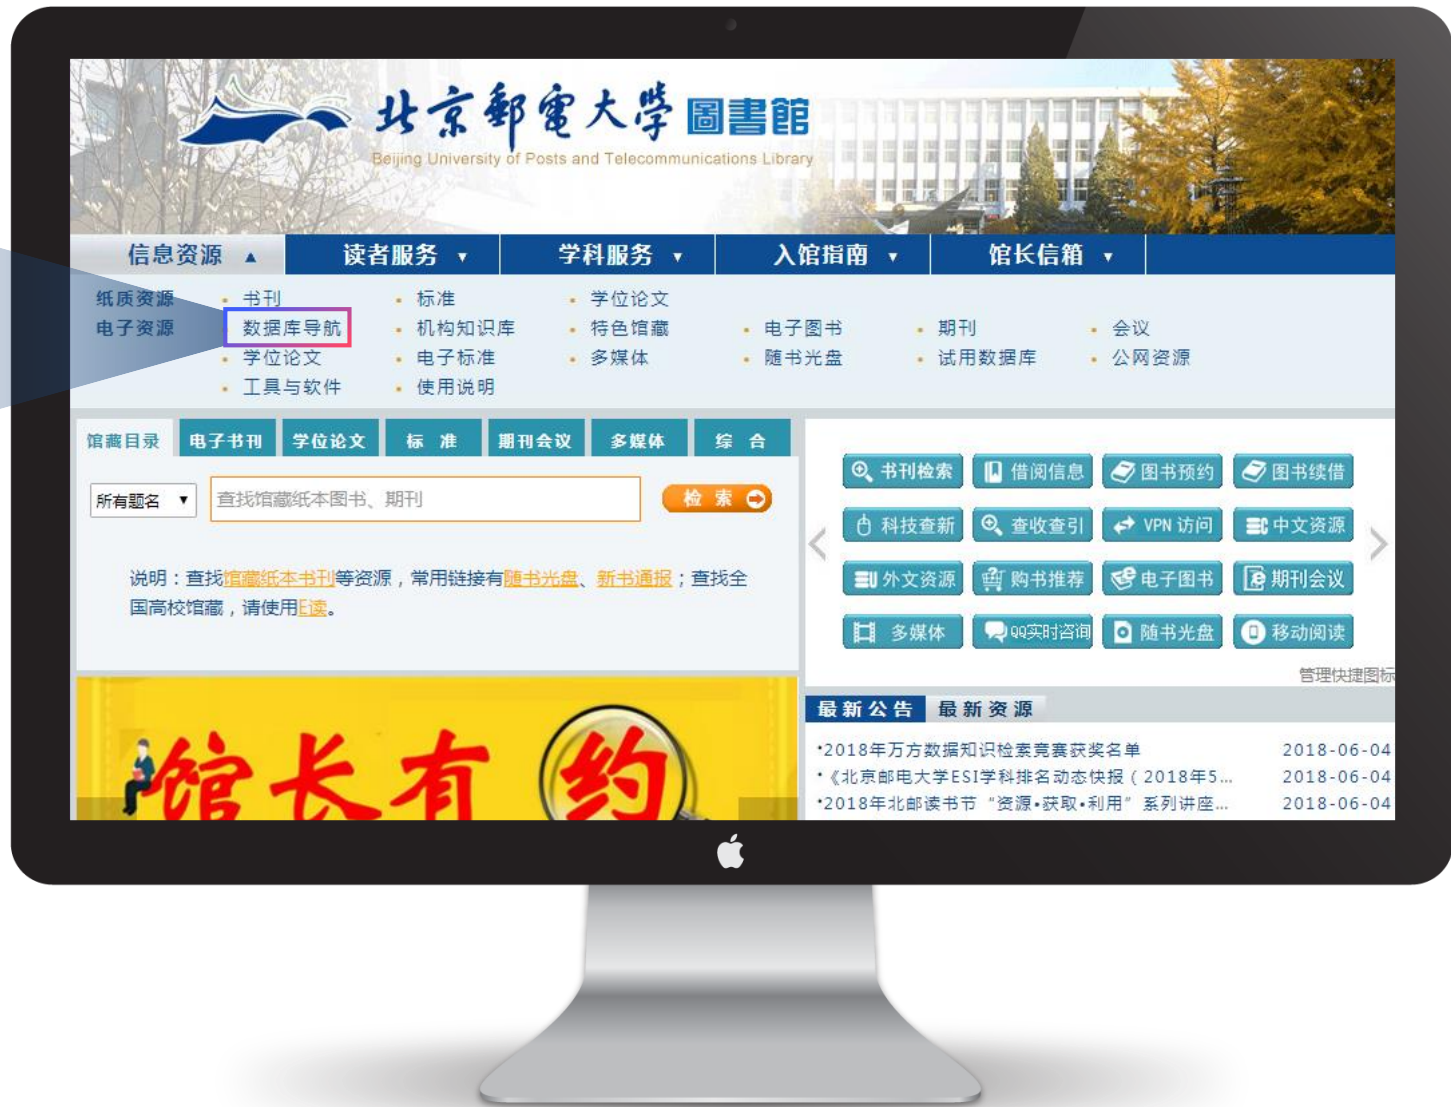 北京郵電大學 圖書館
Beijing University of Posts and Telecommunications Library
信息资源 ▲ 读者服务 ▼ 学科服务 ▼ 入馆指南 ▼ 馆长信箱 ▼
纸质资源 • 书刊 • 标准 • 学位论文
电子资源 • 数据库导航 • 机构知识库 • 特色馆藏 • 电子图书 • 期刊 • 会议
• 学位论文 • 电子标准 • 多媒体 • 随书光盘 • 试用数据库 • 公网资源
• 工具与软件 • 使用说明
馆藏目录 电子书刊 学位论文 标 准 期刊会议 多媒体 综 合
所有题名 ▼ 查找馆藏纸本图书、期刊 检 索
说明：查找馆藏纸本书刊等资源，常用链接有随书光盘、新书通报；查找全
国高校馆藏，请使用E读。
书刊检索 借阅信息 图书预约 图书续借
科技查新 查收查引 VPN 访问 中文资源
外文资源 购书推荐 电子图书 期刊会议
多媒体 QQ实时咨询 随书光盘 移动阅读
管理快捷图标
馆长有约
最新公告 最新资源
•2018年万方数据知识检索竞赛获奖名单 2018-06-04
•《北京邮电大学ESI学科排名动态快报（2018年5... 2018-06-04
•2018年北邮读书节“资源•获取•利用”系列讲座... 2018-06-04